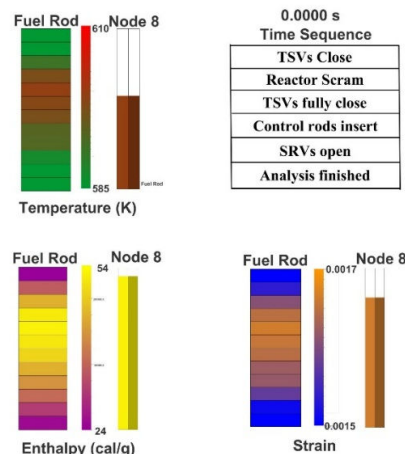 Fuel Rod Node 8
610
585
Fuel Rod
Temperature (K)
0.0000 s
Time Sequence
TSVs Close
Reactor Scram
TSVs fully close
Control rods insert
SRVs open
Analysis finished
Fuel Rod Node 8
54
24
Enthalpy (cal/g)
Fuel Rod Node 8
0.0017
0.0015
Strain